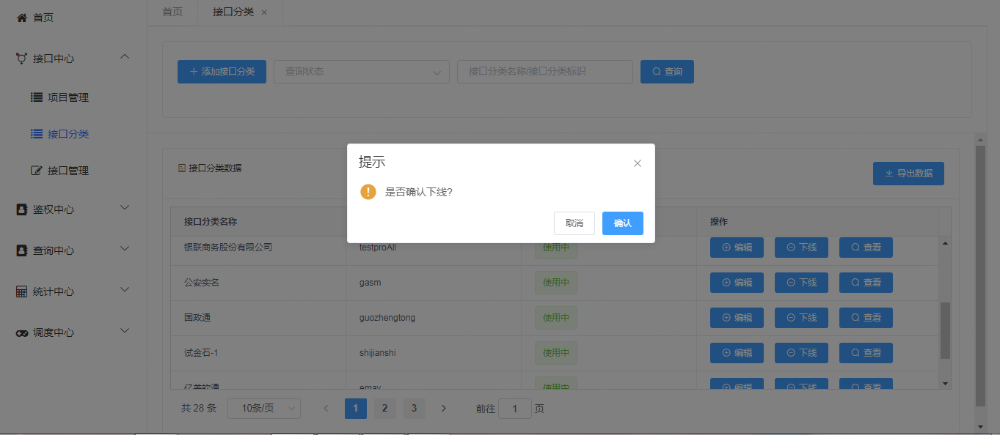 首页
接口中心
项目管理
接口分类
接口管理
鉴权中心
查询中心
统计中心
调度中心
首页 接口分类 ×
+ 添加接口分类 查询状态 接口分类名称/接口分类标识 查询
接口分类数据 导出数据
提示 ×
是否确认下线?
取消 确认
接口分类名称 操作
银联商务股份有限公司 testproAll 使用中 编辑 下线 查看
公安实名 gasm 使用中 编辑 下线 查看
国政通 guozhengtong 使用中 编辑 下线 查看
试金石-1 shijianshi 使用中 编辑 下线 查看
亿美软通 emay 使用中 编辑 下线 查看
共 28 条 10条/页 < 1 2 3 > 前往 1 页